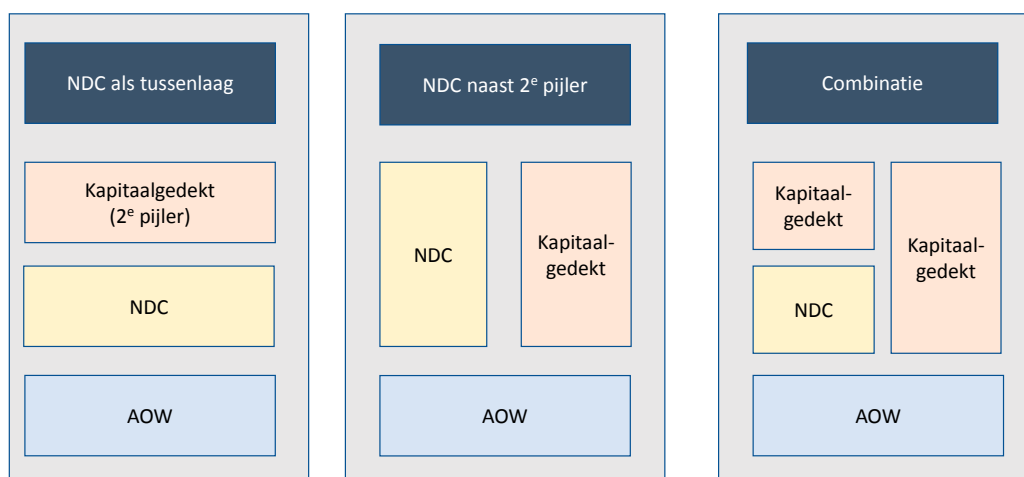 NDC als tussenlaag
Kapitaalgedekt
(2e pijler)
NDC
AOW
NDC naast 2e pijler
NDC
Kapitaal-
gedekt
AOW
Combinatie
Kapitaal-
gedekt
NDC
Kapitaal-
gedekt
AOW